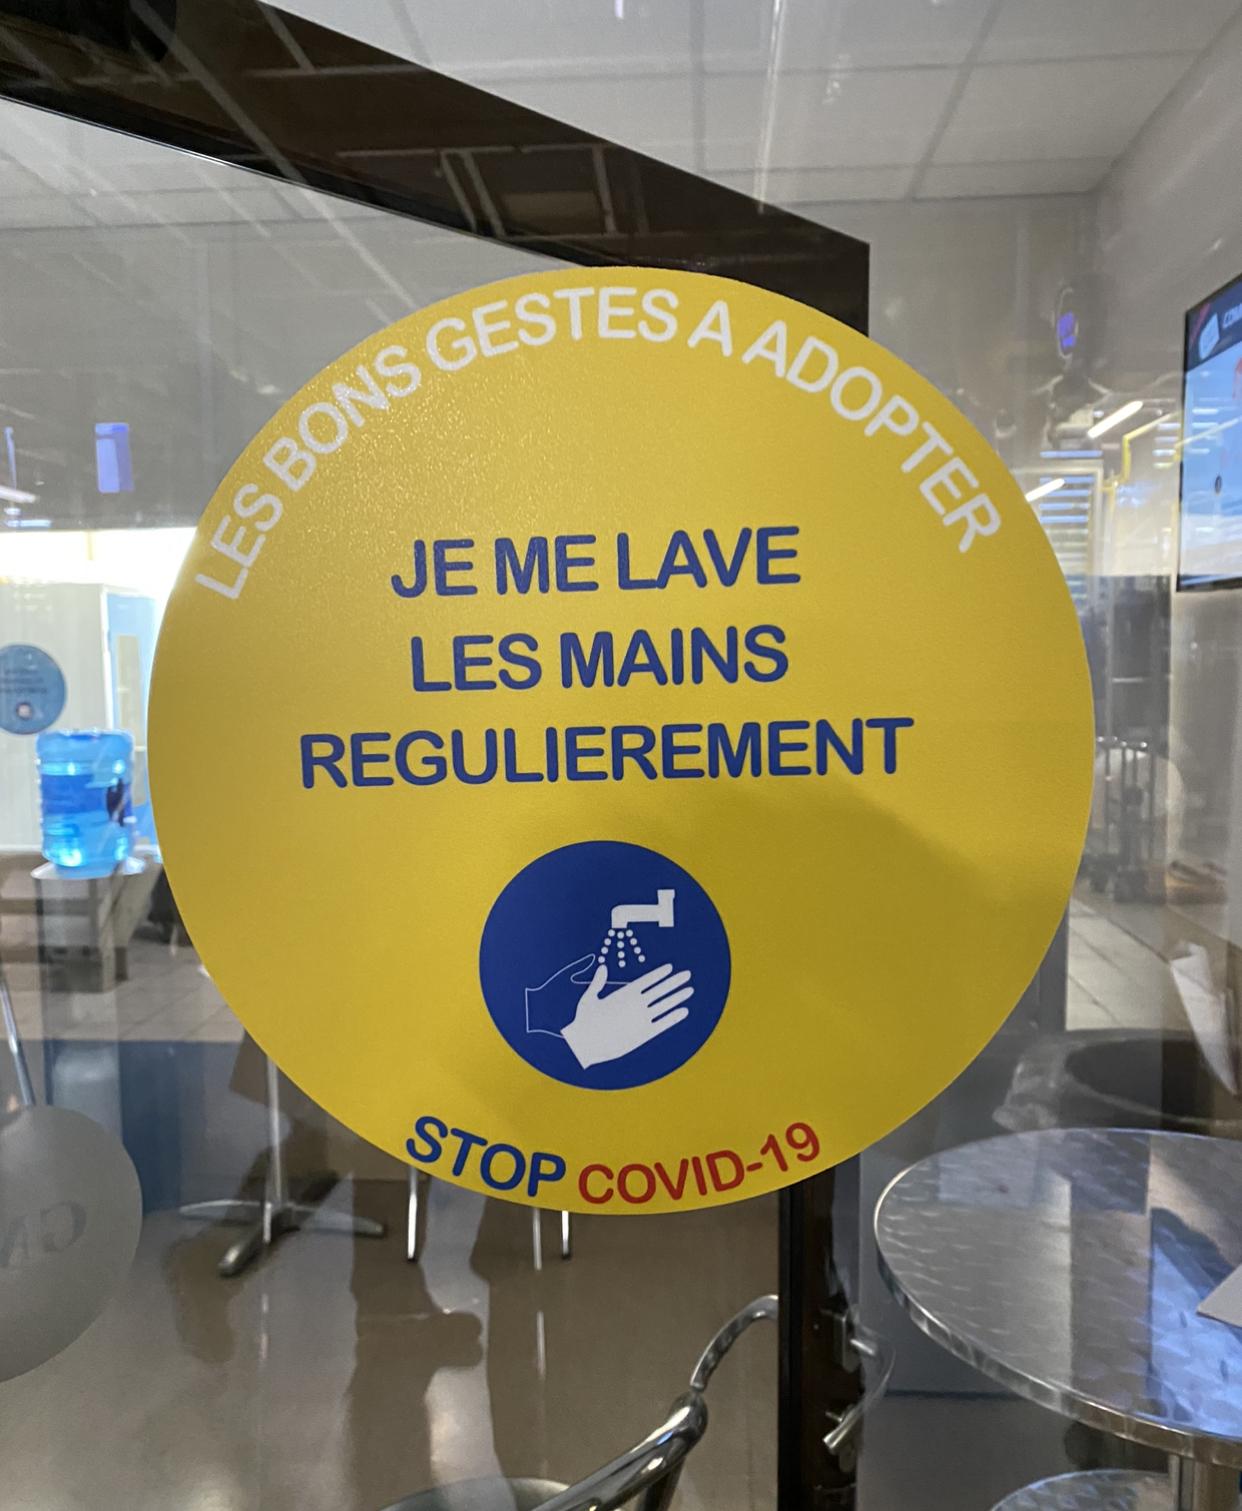 LES BONS GESTES A ADOPTER
JE ME LAVE
LES MAINS
REGULIEREMENT
STOP COVID-19